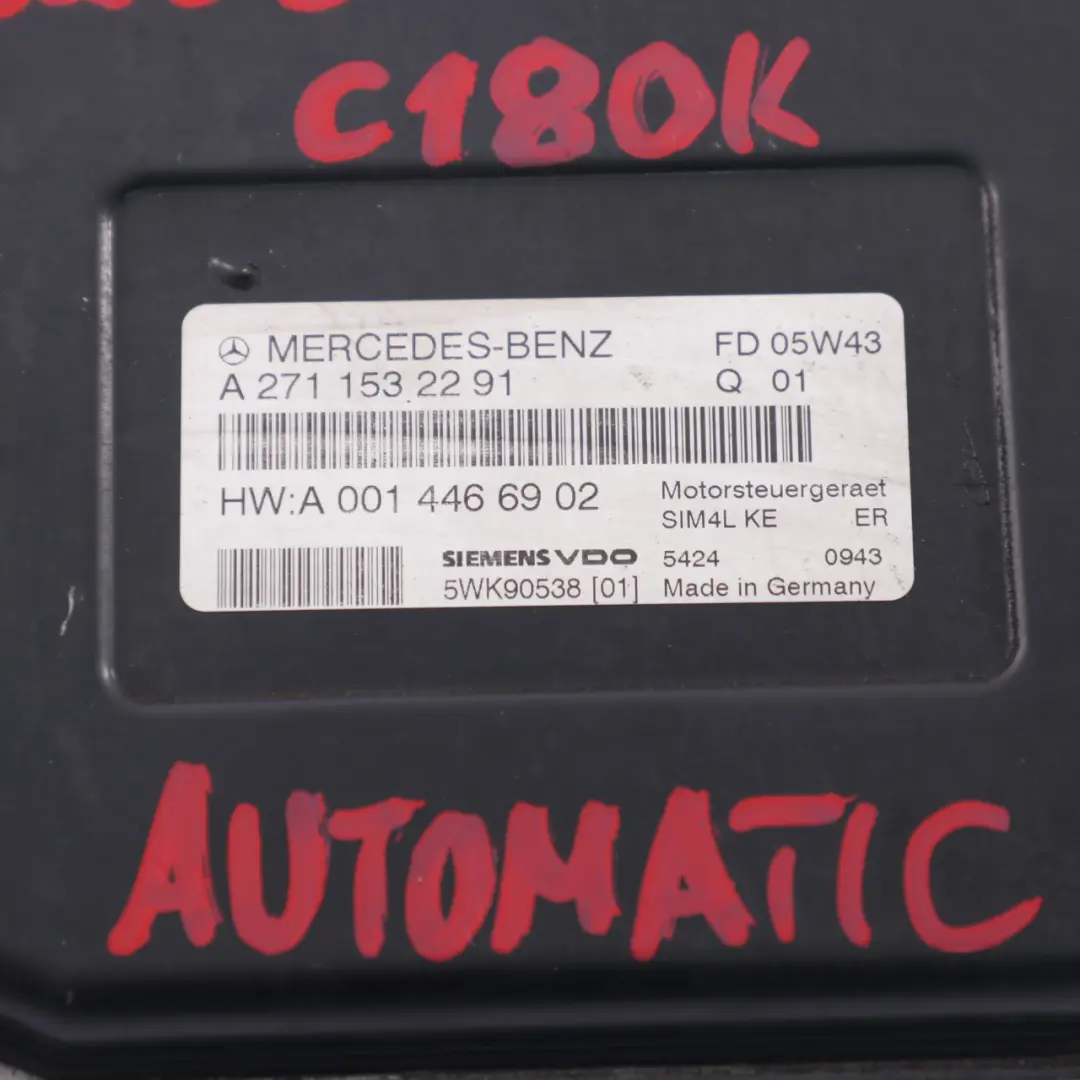 C180K
MERCEDES-BENZ FD 05W43
A 271 153 22 91 Q 01
HW:A 001 446 69 02 Motorsteuergeraet
SIM4L KE ER
SIEMENS VDO 5424 0943
5WK90538 [01] Made in Germany
AUTOMATIC